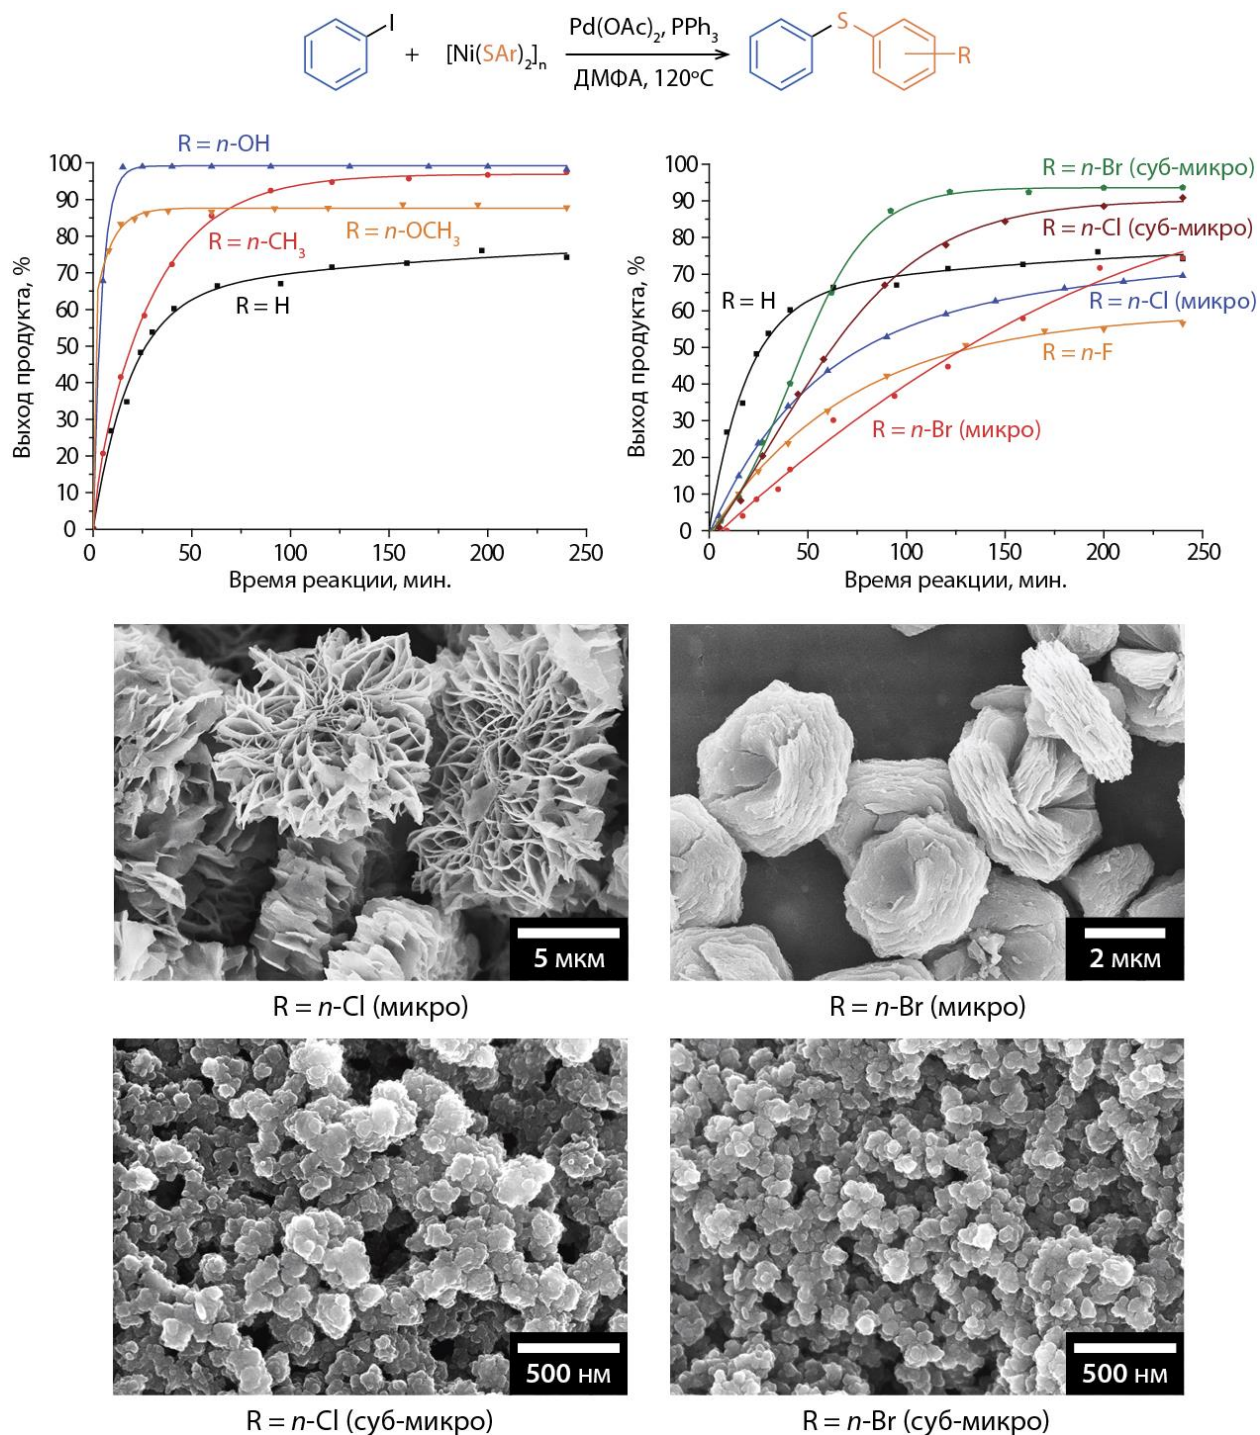 I
+ [Ni(SAr)₂]ₙ
Pd(OAc)₂, PPh₃
ДМФА, 120°C
S
R
R = n-OH
R = n-CH₃
R = n-OCH₃
R = H
Выход продукта, %
100
90
80
70
60
50
40
30
20
10
0
0 50 100 150 200 250
Время реакции, мин.
R = n-Br (суб-микро)
R = n-Cl (суб-микро)
R = H
R = n-Cl (микро)
R = n-F
R = n-Br (микро)
Выход продукта, %
100
90
80
70
60
50
40
30
20
10
0
0 50 100 150 200 250
Время реакции, мин.
5 мкм
R = n-Cl (микро)
2 мкм
R = n-Br (микро)
500 нм
R = n-Cl (суб-микро)
500 нм
R = n-Br (суб-микро)